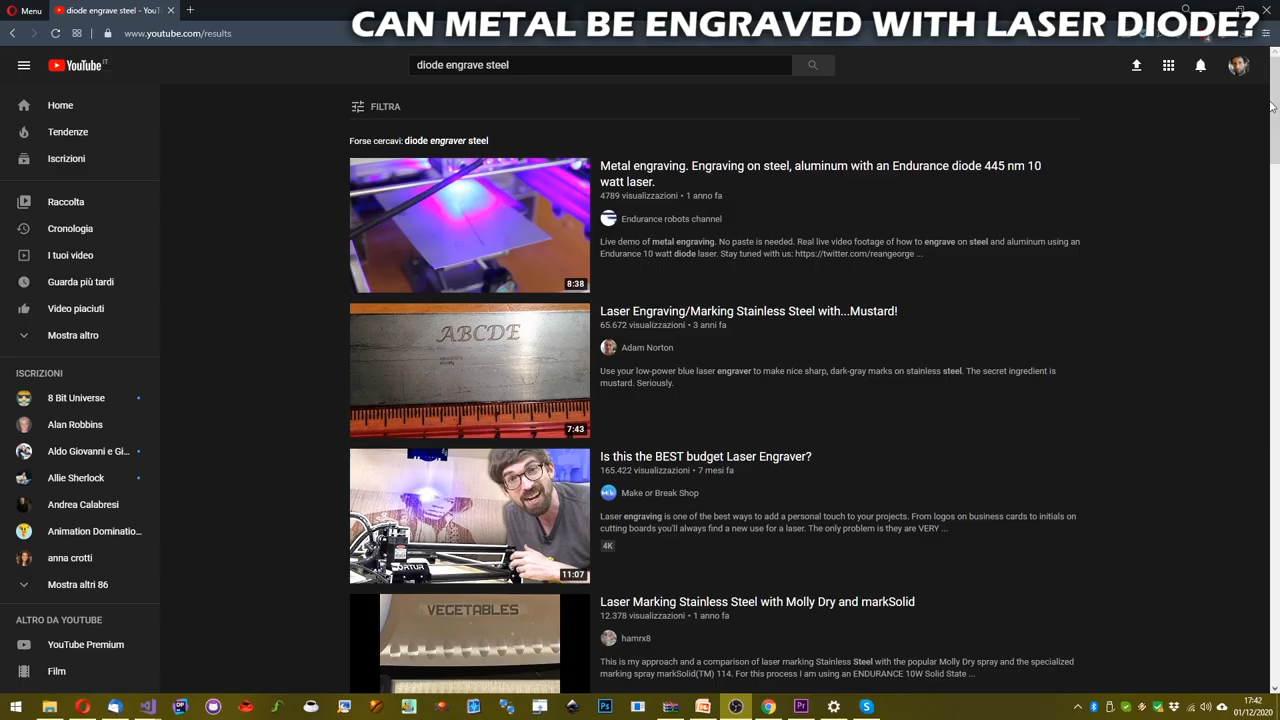 CAN METAL BE ENGRAVED WITH LASER DIODE?
Menu
diode engrave steel - YouT
www.youtube.com/results
YouTube IT
diode engrave steel
Home
Tendenze
Iscrizioni
Raccolta
Cronologia
I tuoi video
Guarda più tardi
Video piaciuti
Mostra altro
ISCRIZIONI
8 Bit Universe
Alan Robbins
Aldo Giovanni e Gi...
Allie Sherlock
Andrea Calabresi
Animation Dominatio...
anna crotti
Mostra altri 86
ALTRO DA YOUTUBE
YouTube Premium
Film
FILTRA
Forse cercavi: diode engraver steel
8:38
Metal engraving. Engraving on steel, aluminum with an Endurance diode 445 nm 10
watt laser.
4789 visualizzazioni • 1 anno fa
Endurance robots channel
Live demo of metal engraving. No paste is needed. Real live video footage of how to engrave on steel and aluminum using an
Endurance 10 watt diode laser. Stay tuned with us: https://twitter.com/reangeorge ...
ABCDE
7:43
Laser Engraving/Marking Stainless Steel with...Mustard!
65.672 visualizzazioni • 3 anni fa
Adam Norton
Use your low-power blue laser engraver to make nice sharp, dark-gray marks on stainless steel. The secret ingredient is
mustard. Seriously.
ORTUR
11:07
Is this the BEST budget Laser Engraver?
165.422 visualizzazioni • 7 mesi fa
Make or Break Shop
Laser engraving is one of the best ways to add a personal touch to your projects. From logos on business cards to initials on
cutting boards you'll always find a new use for a laser. The only problem is they are VERY ...
4K
VEGETABLES
Laser Marking Stainless Steel with Molly Dry and markSolid
12.378 visualizzazioni • 1 anno fa
hamrx8
This is my approach and a comparison of laser marking Stainless Steel with the popular Molly Dry spray and the specialized
marking spray markSolid(TM) 114. For this process I am using an ENDURANCE 10W Solid State ...
17:42
01/12/2020